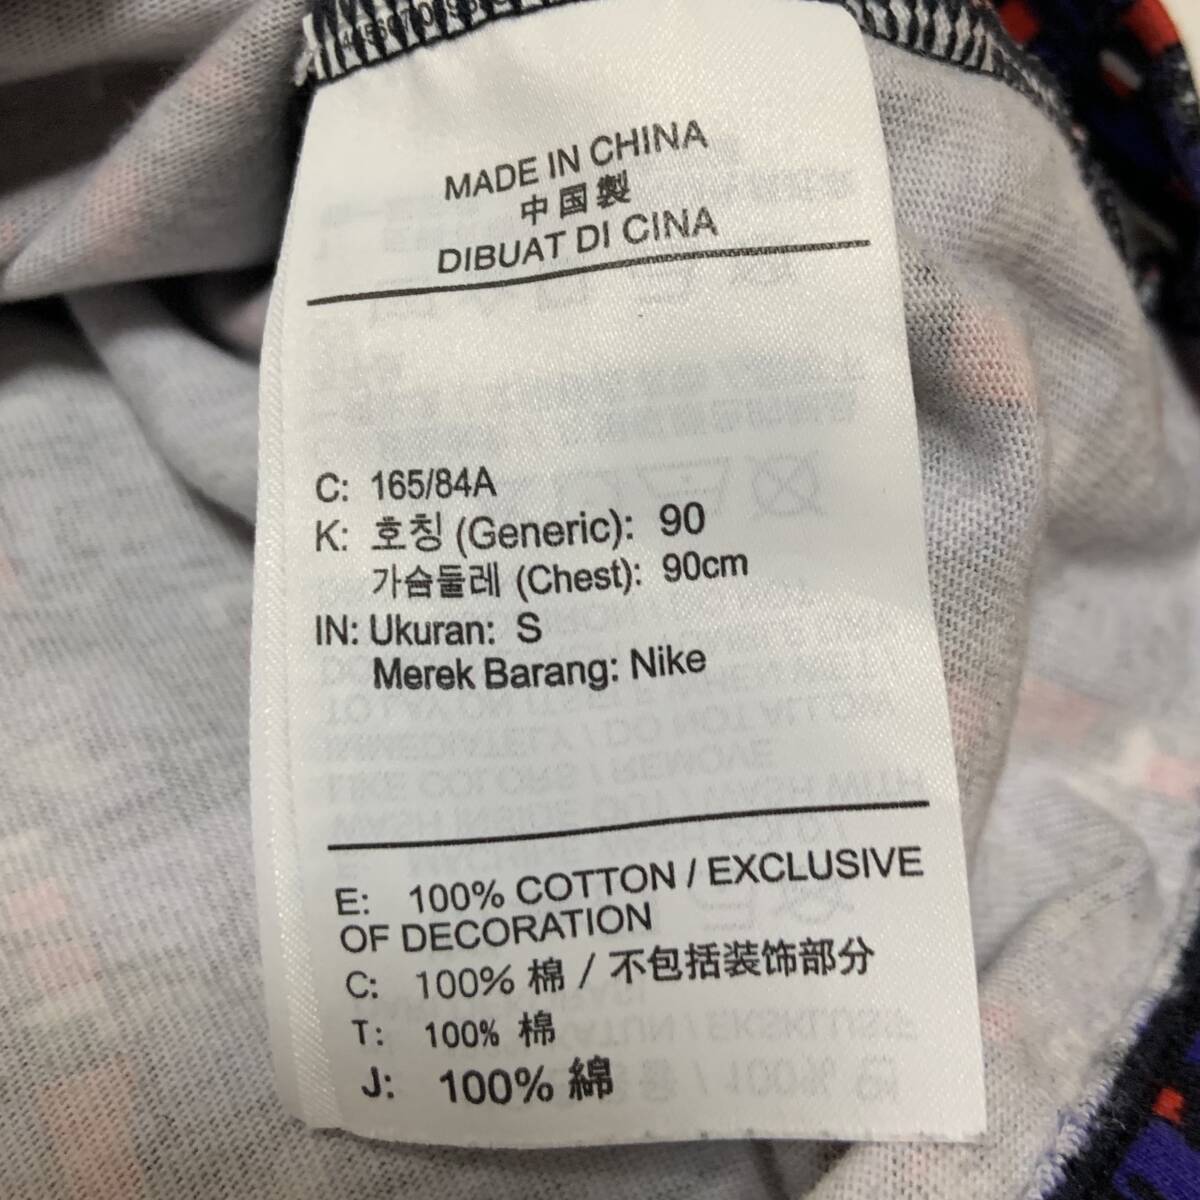 MADE IN CHINA
中国製
DIBUAT DI CINA
C: 165/84A
K: 호칭 (Generic): 90
가슴둘레 (Chest): 90cm
IN: Ukuran: S
Merek Barang: Nike
E: 100% COTTON / EXCLUSIVE
OF DECORATION
C: 100% 棉 / 不包括装饰部分
T: 100% 棉
J: 100% 綿